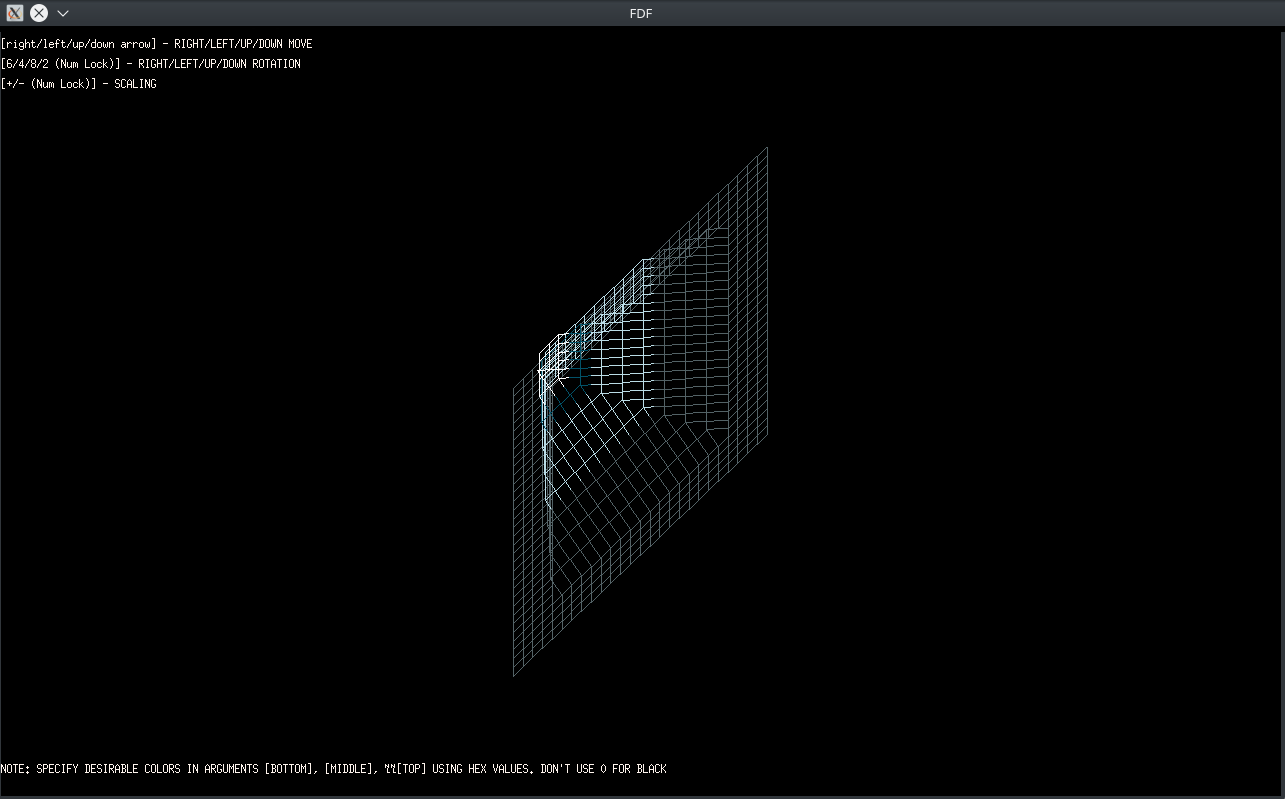 FDF
[right/left/up/down arrow] - RIGHT/LEFT/UP/DOWN MOVE
[6/4/8/2 (Num Lock)] - RIGHT/LEFT/UP/DOWN ROTATION
[+/- (Num Lock)] - SCALING
NOTE: SPECIFY DESIRABLE COLORS IN ARGUMENTS [BOTTOM], [MIDDLE], [TOP] USING HEX VALUES. DON'T USE 0 FOR BLACK